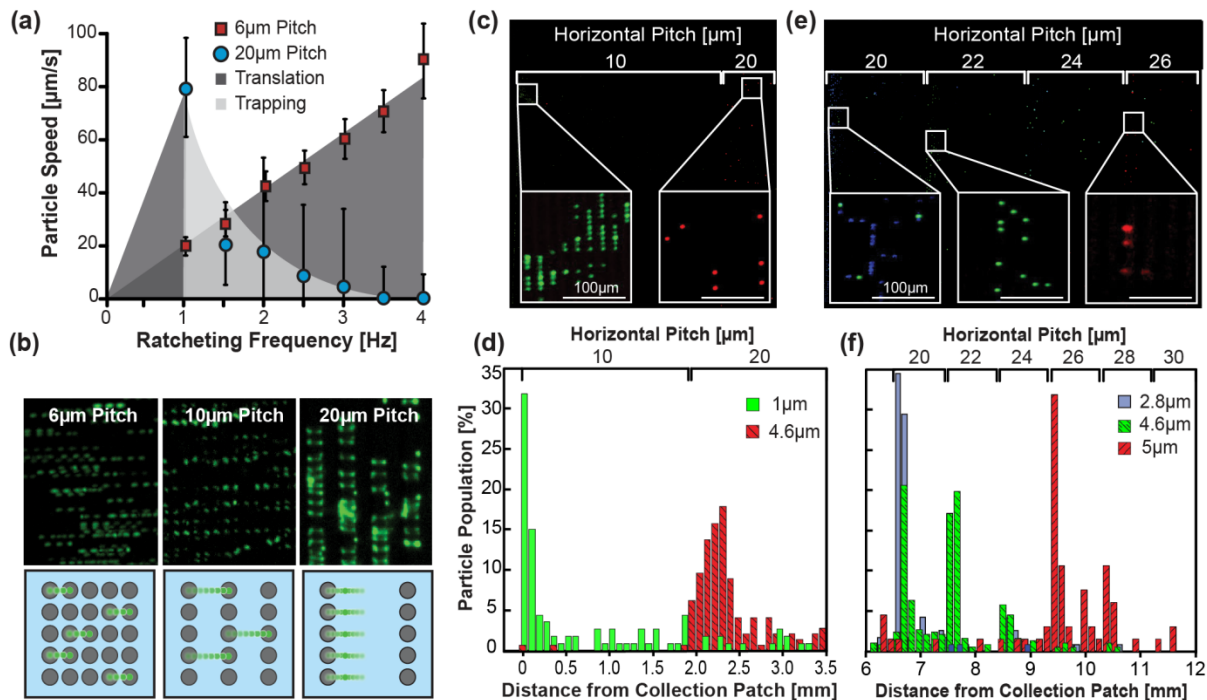 (a)
6µm Pitch
20µm Pitch
Translation
Trapping
Particle Speed [µm/s]
100
80
60
40
20
0
0 1 2 3 4
Ratcheting Frequency [Hz]
(b)
6µm Pitch 10µm Pitch 20µm Pitch
(c)
Horizontal Pitch [µm]
10 20
100µm
(e)
Horizontal Pitch [µm]
20 22 24 26
100µm
(d)
Horizontal Pitch [µm]
10 20
Particle Population [%]
35
30
25
20
15
10
5
0
1µm
4.6µm
0 0.5 1.0 1.5 2.0 2.5 3.0 3.5
Distance from Collection Patch [mm]
(f)
Horizontal Pitch [µm]
20 22 24 26 28 30
2.8µm
4.6µm
5µm
6 7 8 9 10 11 12
Distance from Collection Patch [mm]